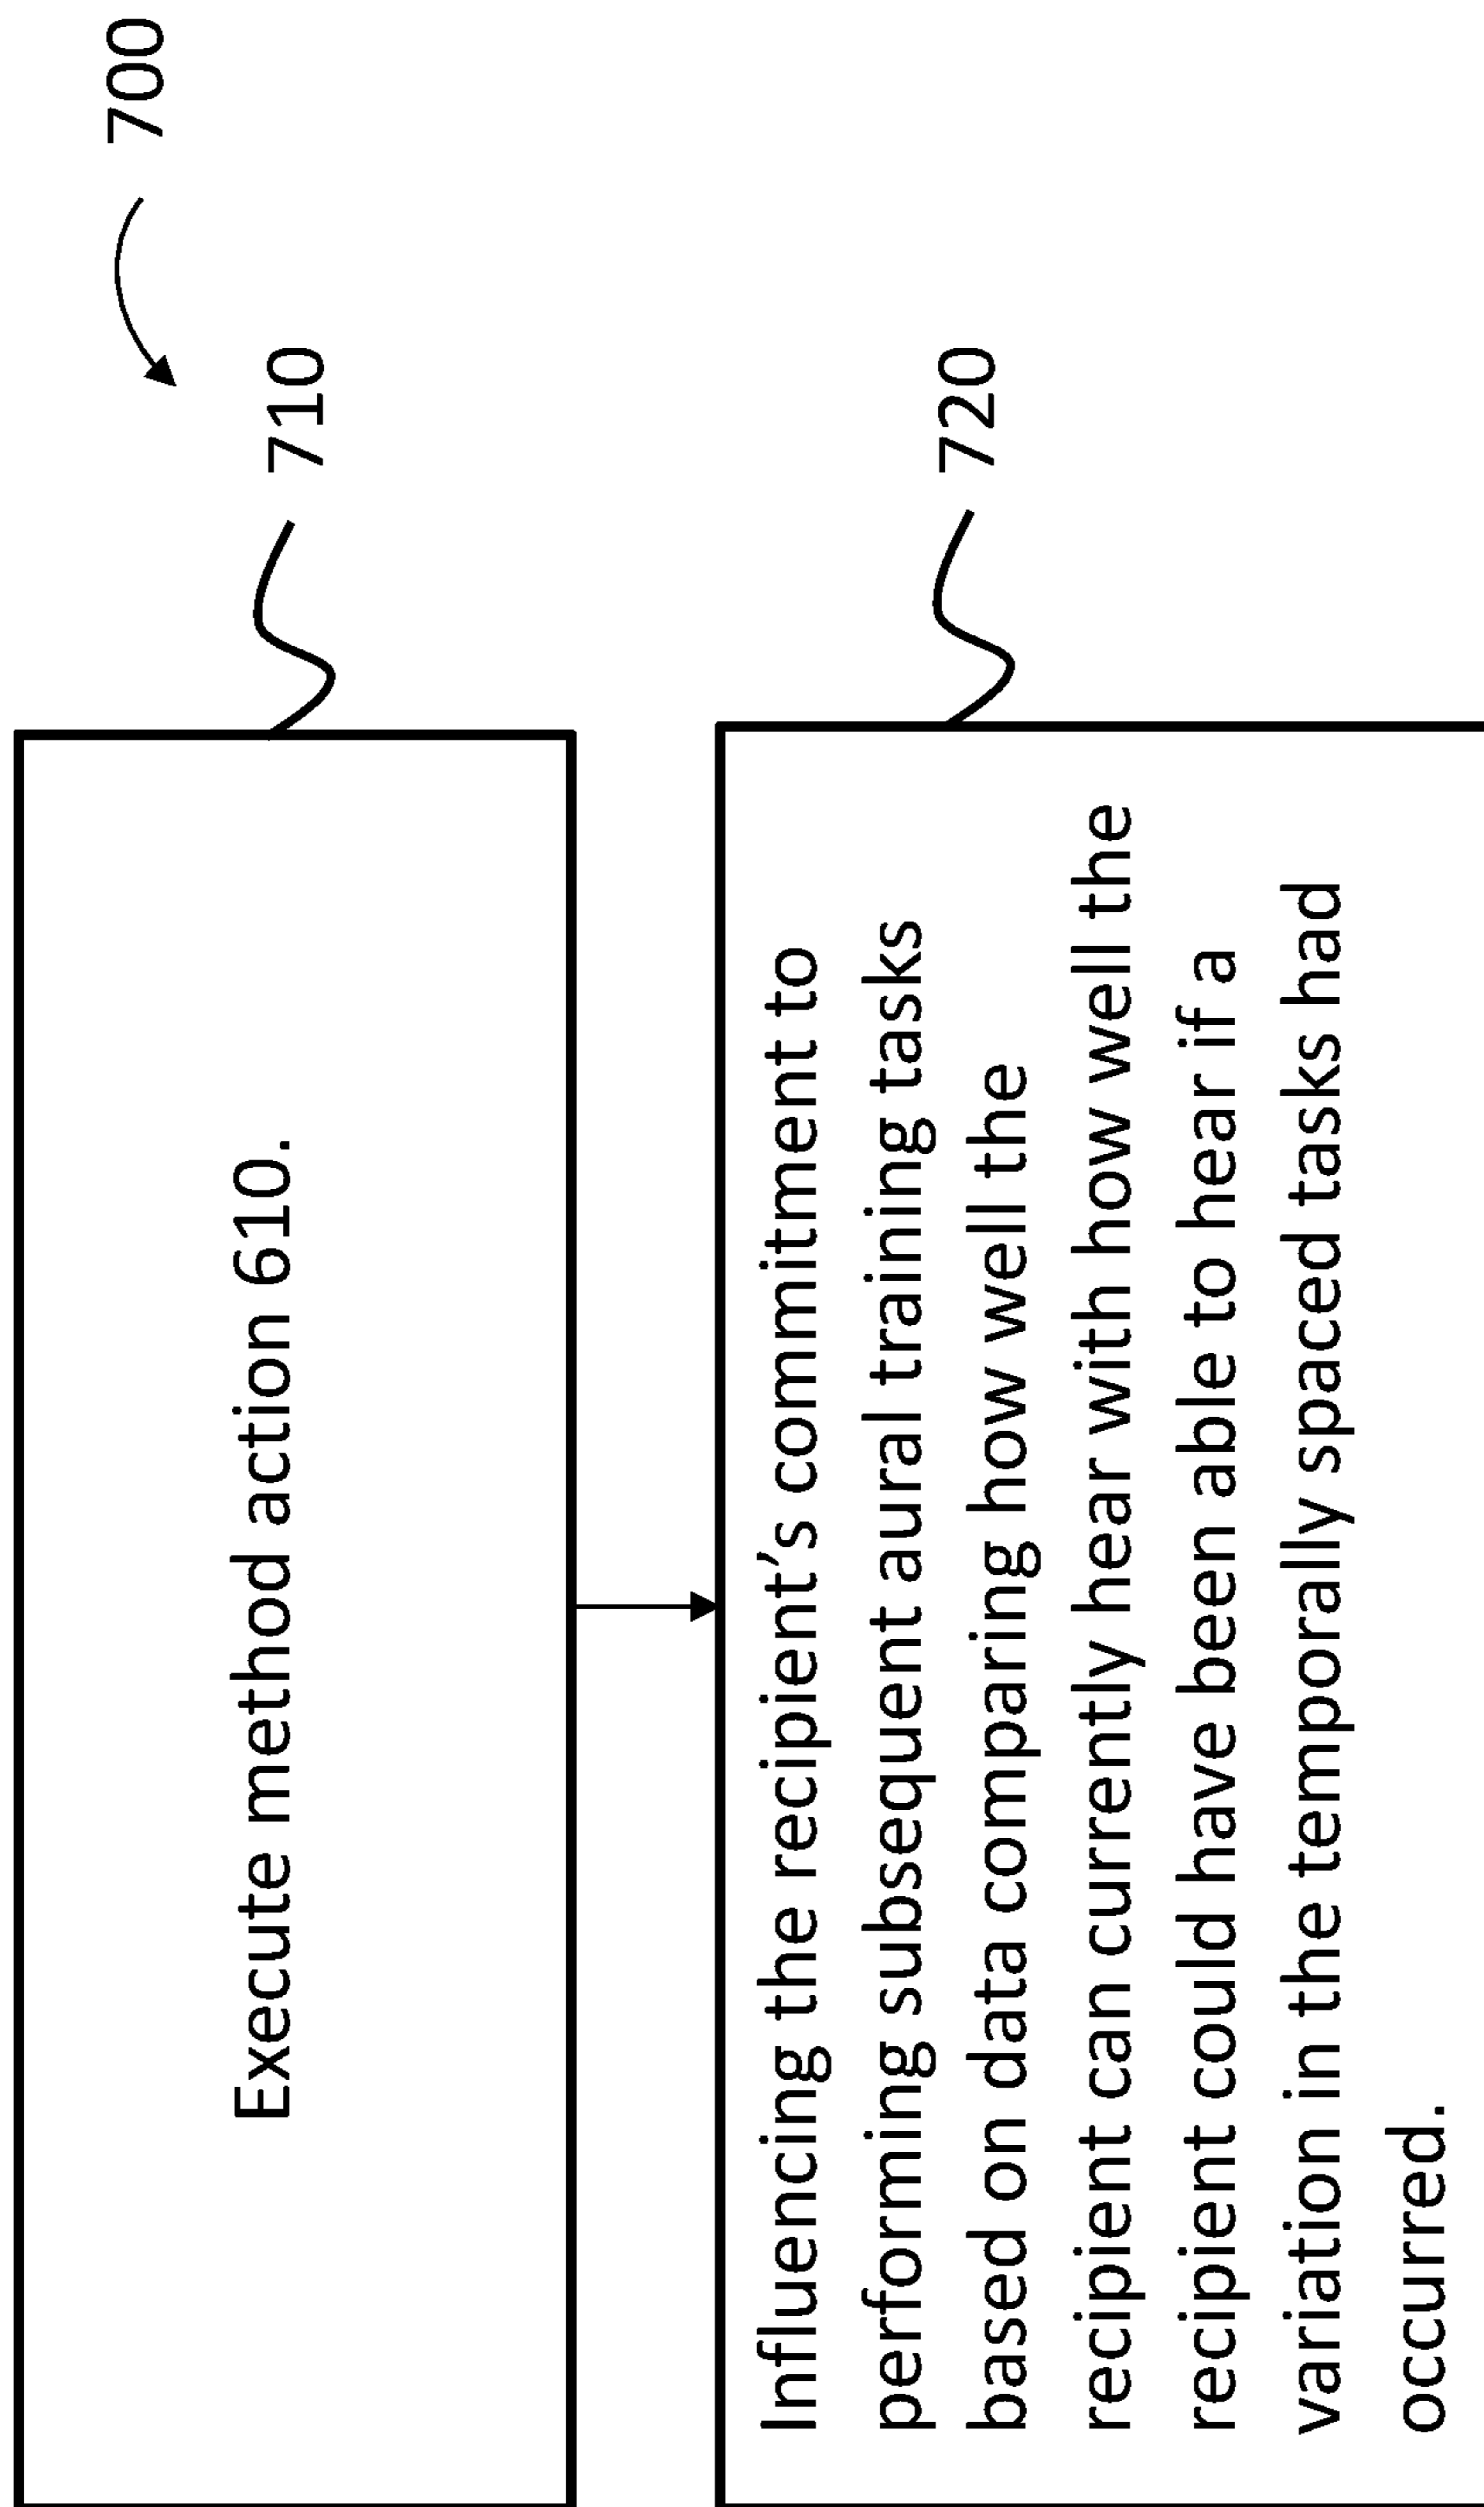 700
710
Execute method action 610.
720
Influencing the recipient’s commitment to
performing subsequent aural training tasks
based on data comparing how well the
recipient can currently hear with how well the
recipient could have been able to hear if a
variation in the temporally spaced tasks had
occurred.